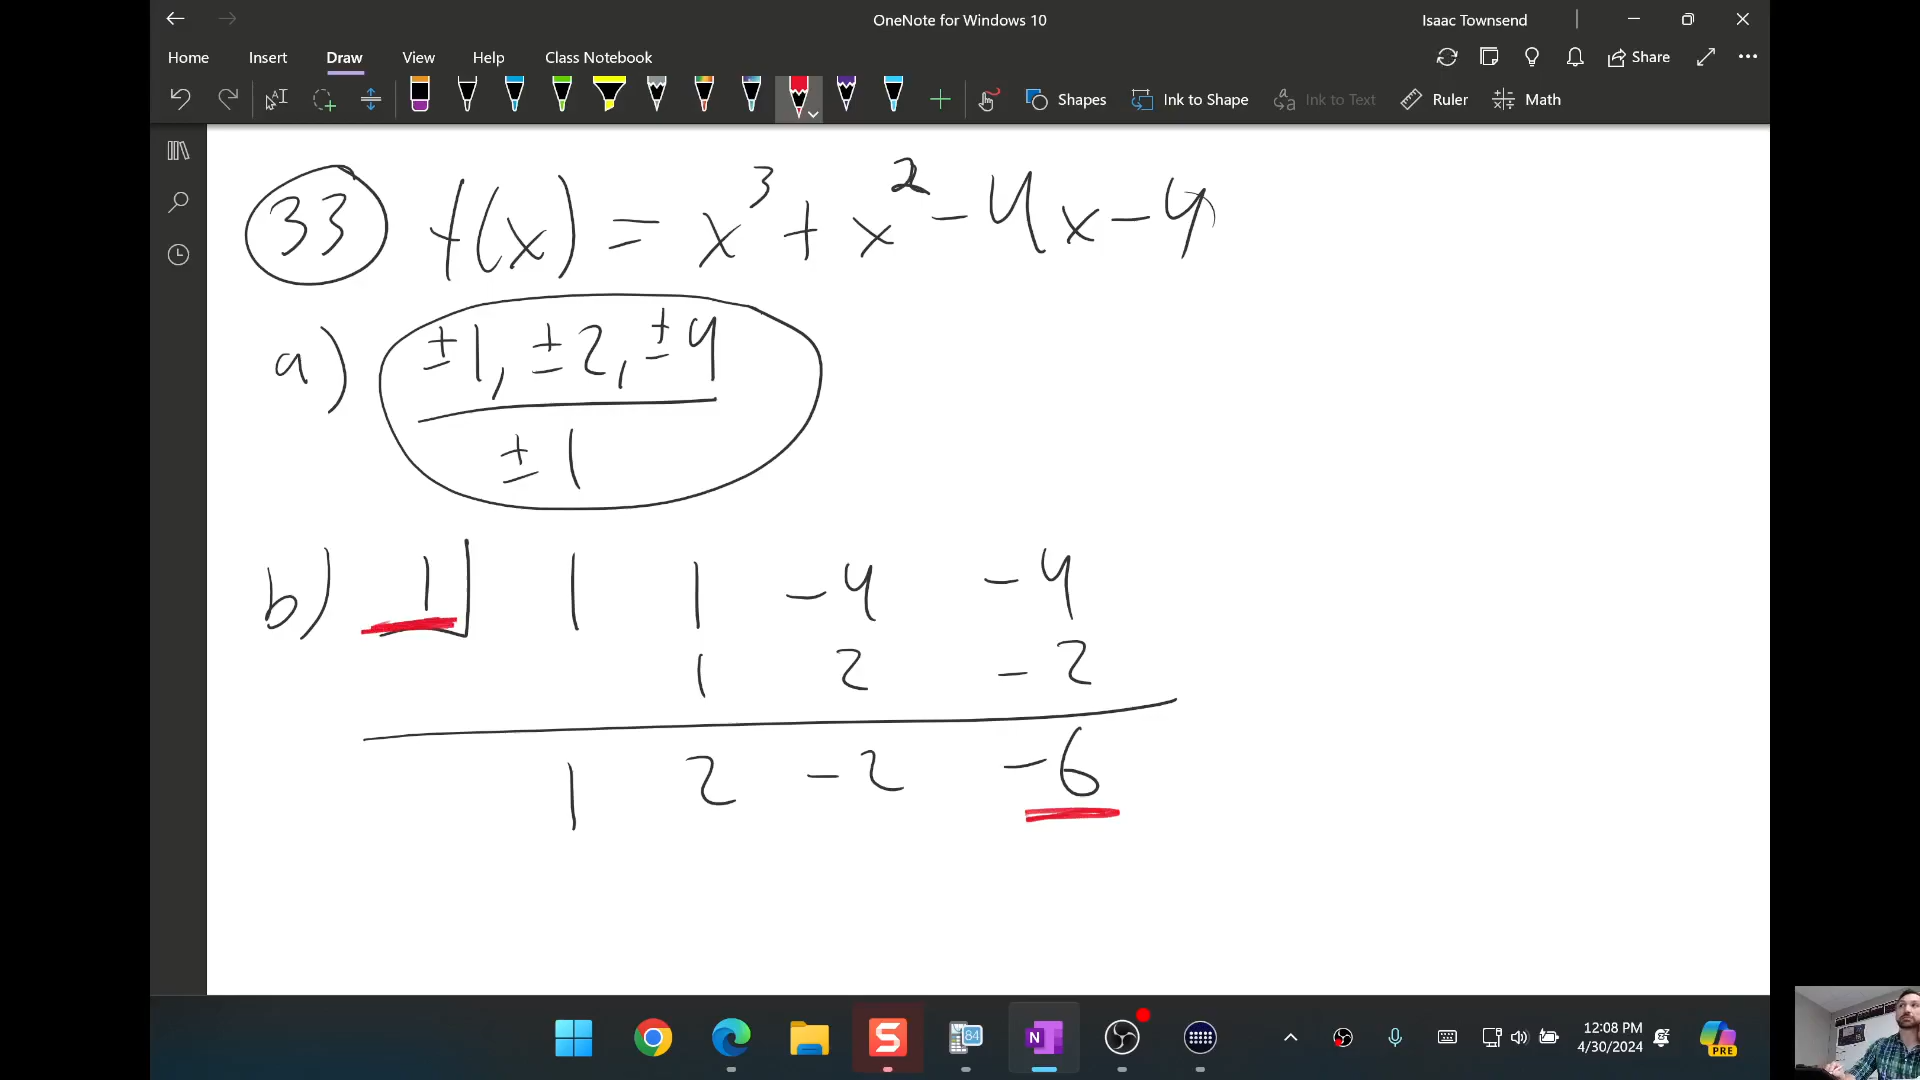 OneNote for Windows 10
Isaac Townsend
Home Insert Draw View Help Class Notebook
Share
Shapes Ink to Shape Ink to Text Ruler Math
33 f(x) = x³ + x² - 4x - 4
a) ±1, ±2, ±4
±1
b) 1 1 1 -4 -4
1 2 -2
1 2 -2 -6
84
12:08 PM
4/30/2024
PRE